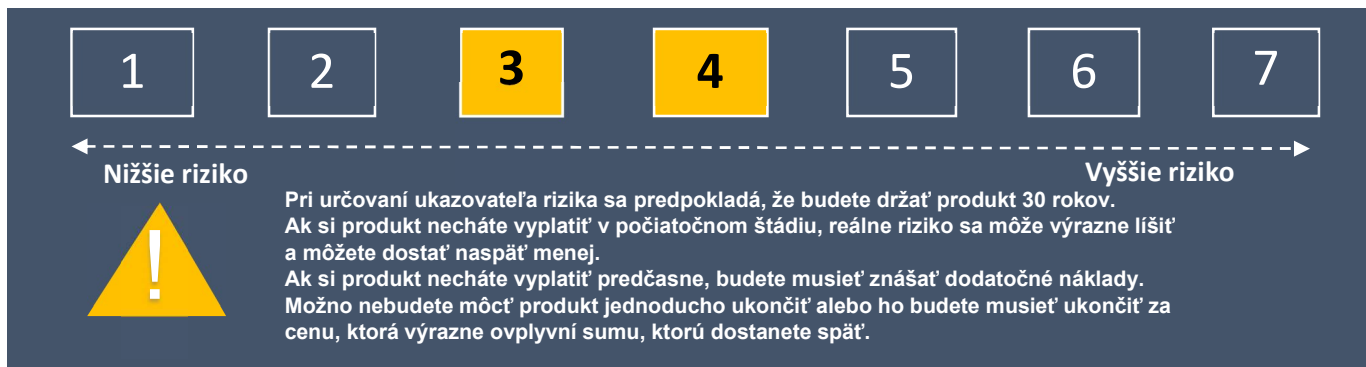 1 2 3 4 5 6 7
Nižšie riziko Vyššie riziko
!
Pri určovaní ukazovateľa rizika sa predpokladá, že budete držať produkt 30 rokov.
Ak si produkt necháte vyplatiť v počiatočnom štádiu, reálne riziko sa môže výrazne líšiť
a môžete dostať naspäť menej.
Ak si produkt necháte vyplatiť predčasne, budete musieť znášať dodatočné náklady.
Možno nebudete môcť produkt jednoducho ukončiť alebo ho budete musieť ukončiť za
cenu, ktorá výrazne ovplyvní sumu, ktorú dostanete späť.